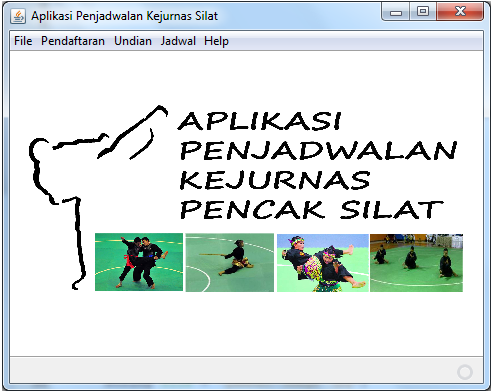 Aplikasi Penjadwalan Kejurnas Silat
File Pendaftaran Undian Jadwal Help
APLIKASI
PENJADWALAN
KEJURNAS
PENCAK SILAT